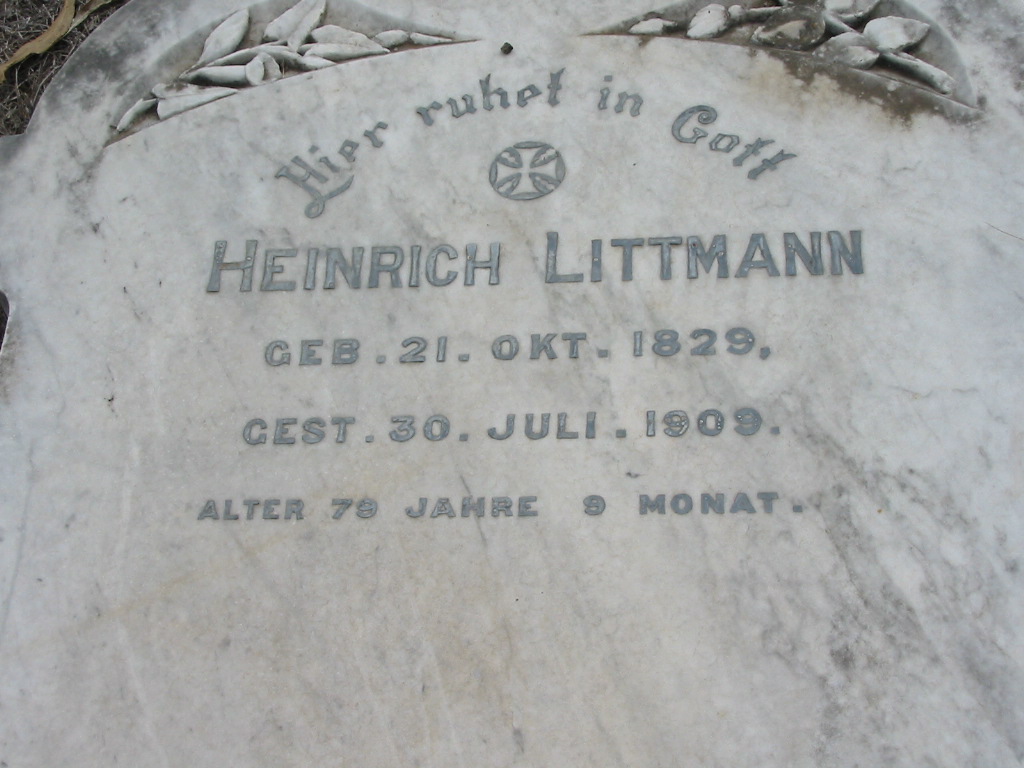 Hier ruhet in Gott
HEINRICH LITTMANN
GEB. 21. OKT. 1829,
GEST. 30. JULI. 1909.
ALTER 79 JAHRE 9 MONAT.